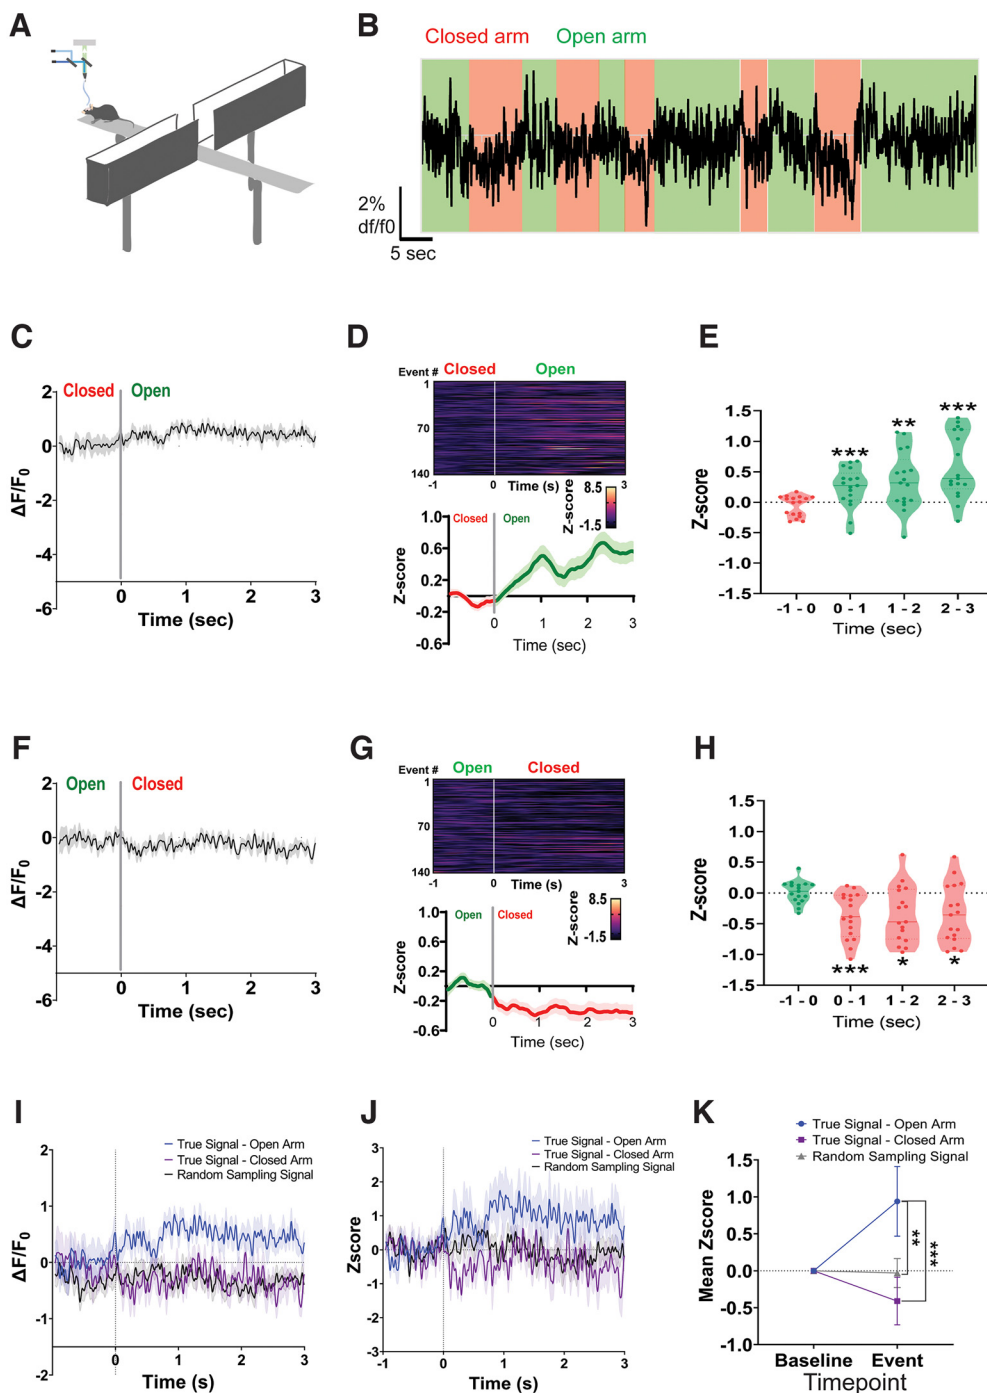 A
B
Closed arm Open arm
2%
df/f0
5 sec
C
Closed Open
ΔF/F0
2
0
-2
-4
-6
0 1 2 3
Time (sec)
D
Event # Closed Open
1
70
140
-1 0 Time (s) 3
Z-score
8.5
-1.5
Closed Open
Z-score
1.0
0.6
0.2
-0.2
-0.6
0 1 2 3
Time (sec)
E
Z-score
1.5
1.0
0.5
0.0
-0.5
-1.0
-1.5
*** ** ***
-1 - 0 0 - 1 1 - 2 2 - 3
Time (sec)
F
Open Closed
ΔF/F0
2
0
-2
-4
-6
0 1 2 3
Time (sec)
G
Event # Open Closed
1
70
140
-1 0 Time (s) 3
Z-score
8.5
-1.5
Open Closed
Z-score
1.0
0.6
0.2
-0.2
-0.6
0 1 2 3
Time (sec)
H
Z-score
1.5
1.0
0.5
0.0
-0.5
-1.0
-1.5
*** * *
-1 - 0 0 - 1 1 - 2 2 - 3
Time (sec)
I
True Signal - Open Arm
True Signal - Closed Arm
Random Sampling Signal
ΔF/F0
2
1
0
-1
-2
0 1 2 3
Time (s)
J
True Signal - Open Arm
True Signal - Closed Arm
Random Sampling Signal
Zscore
3
2
1
0
-1
-2
-3
-1 0 1 2 3
Time (s)
K
True Signal - Open Arm
True Signal - Closed Arm
Random Sampling Signal
Mean Zscore
1.5
1.0
0.5
0.0
-0.5
-1.0
**
***
Baseline Event
Timepoint